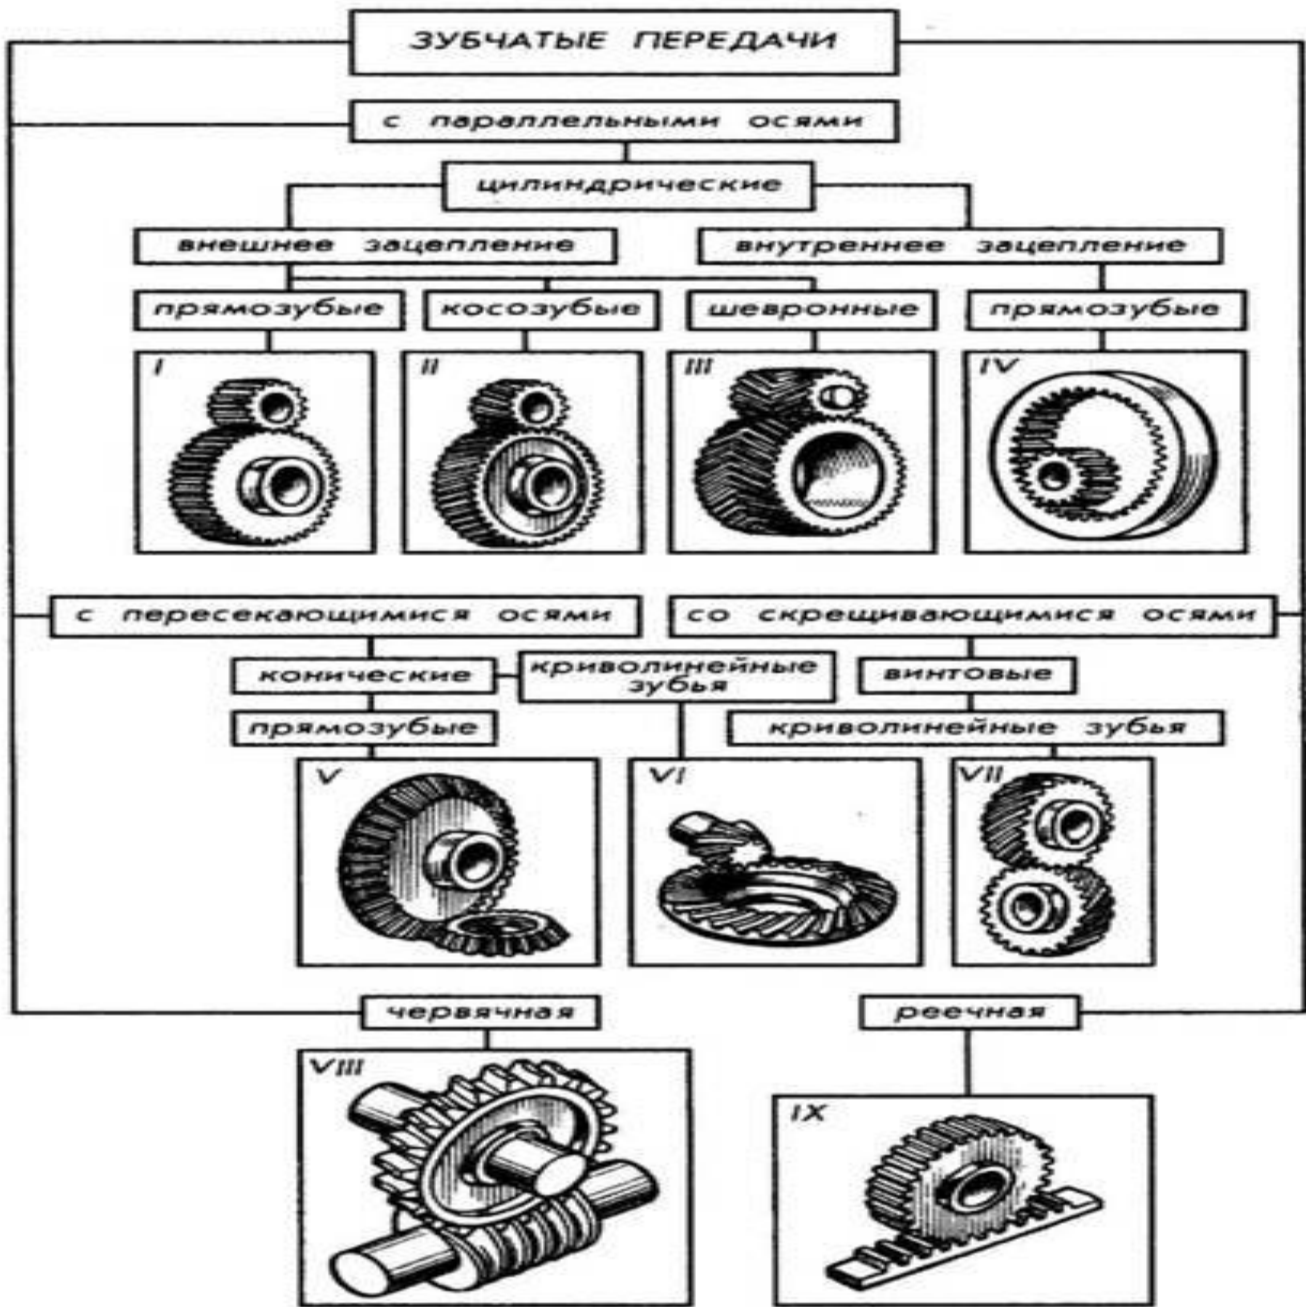 ЗУБЧАТЫЕ ПЕРЕДАЧИ
с параллельными осями
цилиндрические
внешнее зацепление
внутреннее зацепление
прямозубые
косозубые
шевронные
прямозубые
I
II
III
IV
с пересекающимися осями
со скрещивающимися осями
конические
криволинейные
зубья
винтовые
прямозубые
криволинейные зубья
V
VI
VII
червячная
реечная
VIII
IX